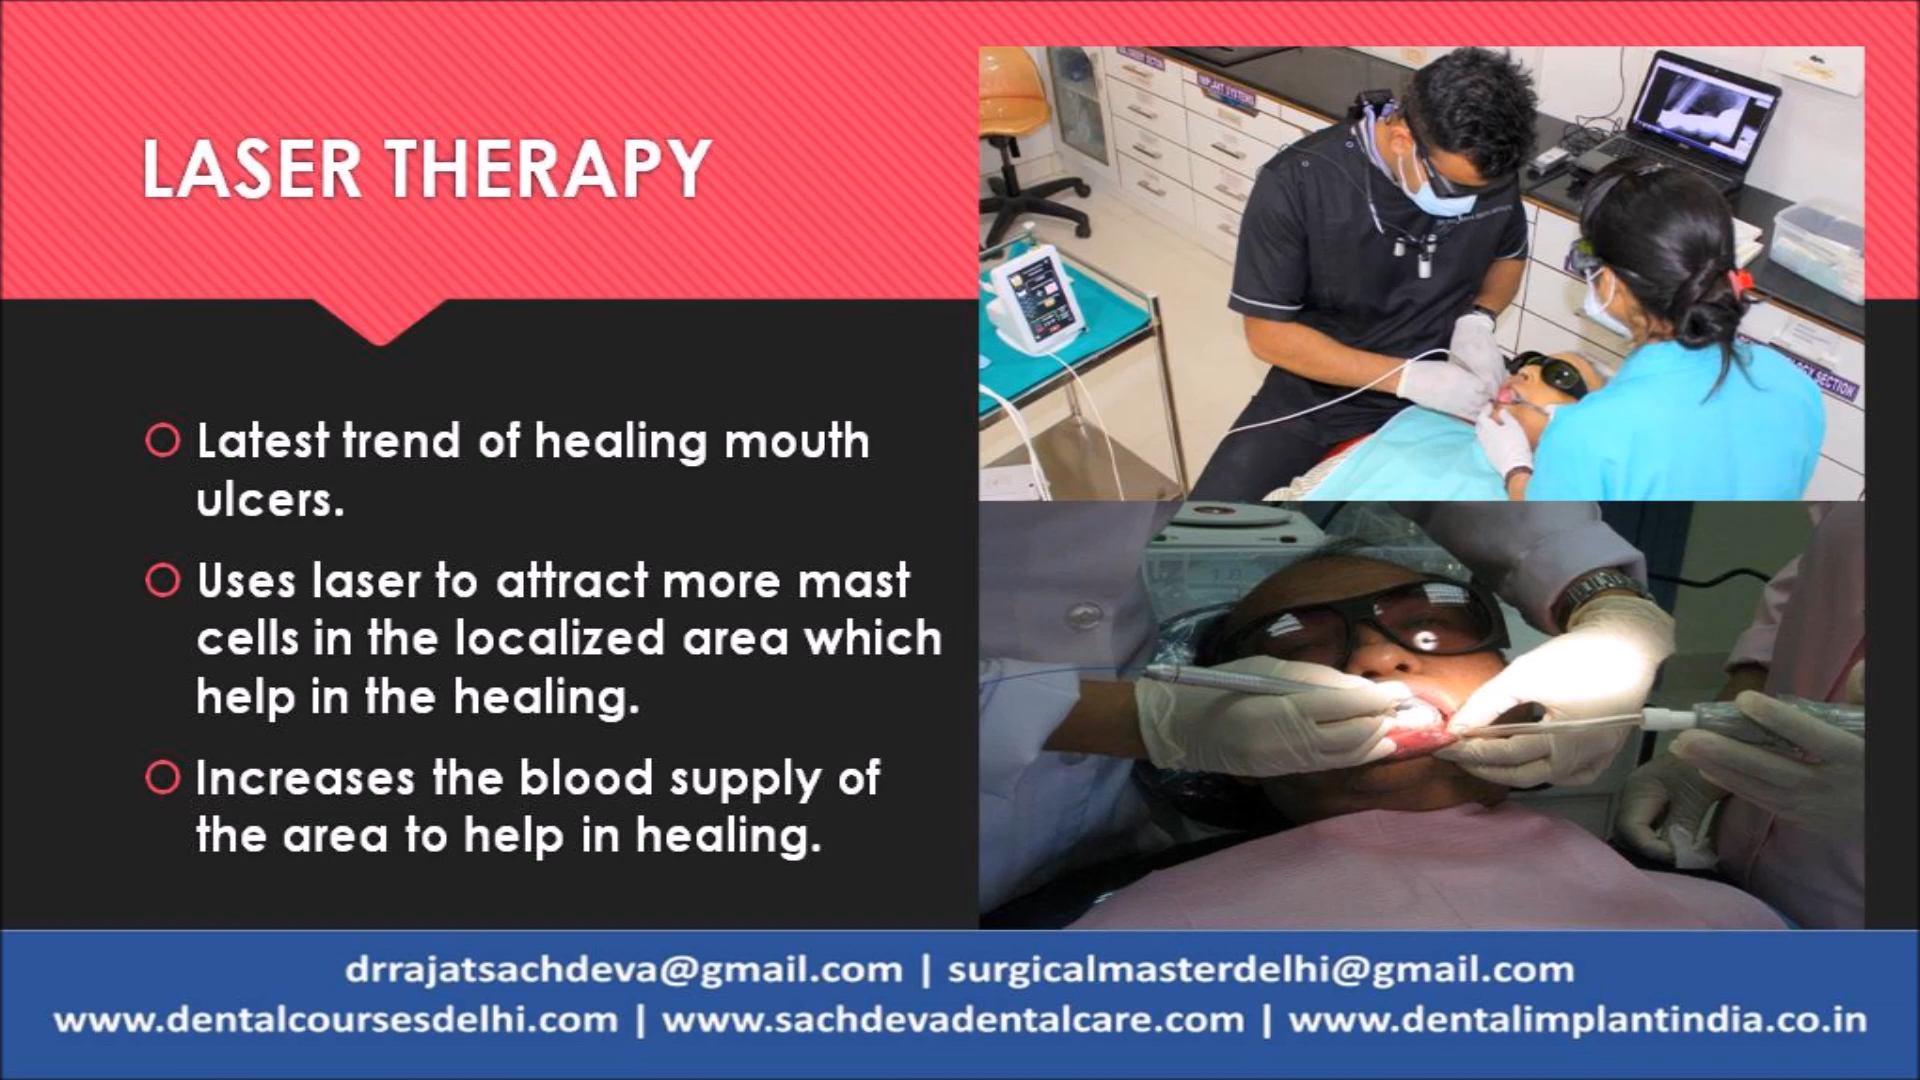 LASER THERAPY
Latest trend of healing mouth
ulcers.
Uses laser to attract more mast
cells in the localized area which
help in the healing.
Increases the blood supply of
the area to help in healing.
IMPLANT SYSTEMS
drrajatsachdeva@gmail.com | surgicalmasterdelhi@gmail.com
www.dentalcoursesdelhi.com | www.sachdevadentalcare.com | www.dentalimplantindia.co.in